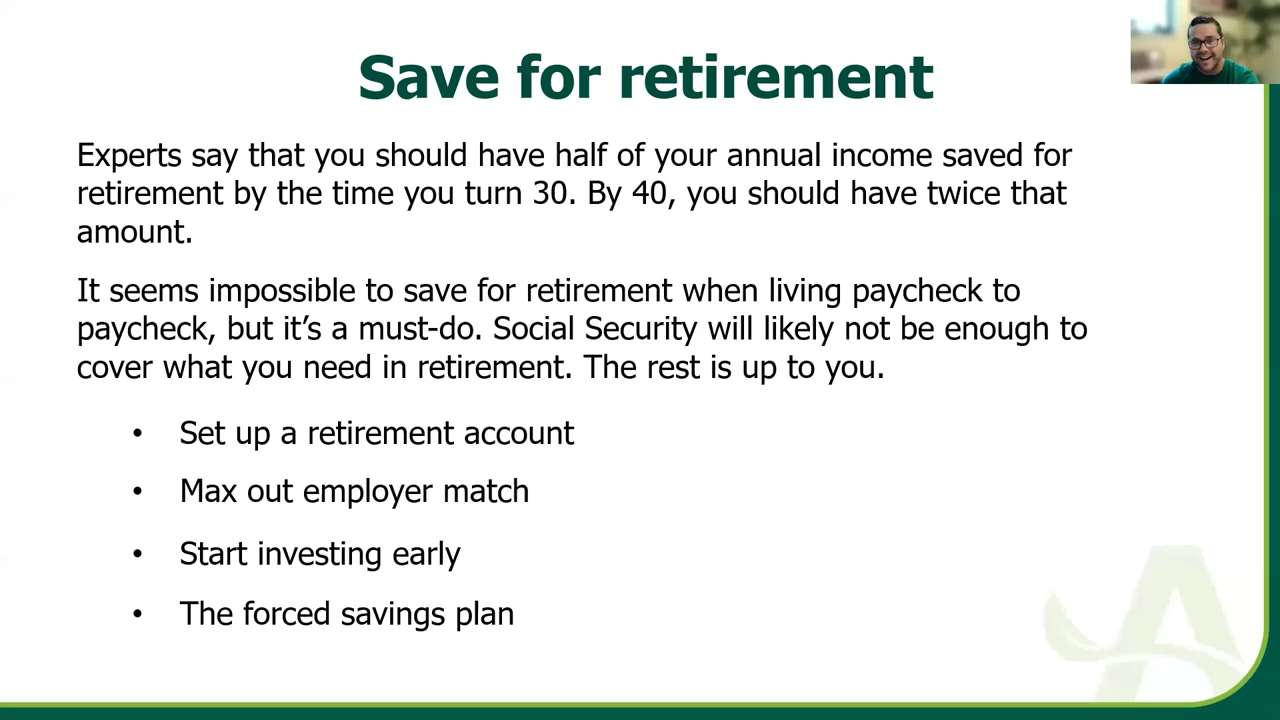 Save for retirement
Experts say that you should have half of your annual income saved for
retirement by the time you turn 30. By 40, you should have twice that
amount.
It seems impossible to save for retirement when living paycheck to
paycheck, but it’s a must-do. Social Security will likely not be enough to
cover what you need in retirement. The rest is up to you.
• Set up a retirement account
• Max out employer match
• Start investing early
• The forced savings plan